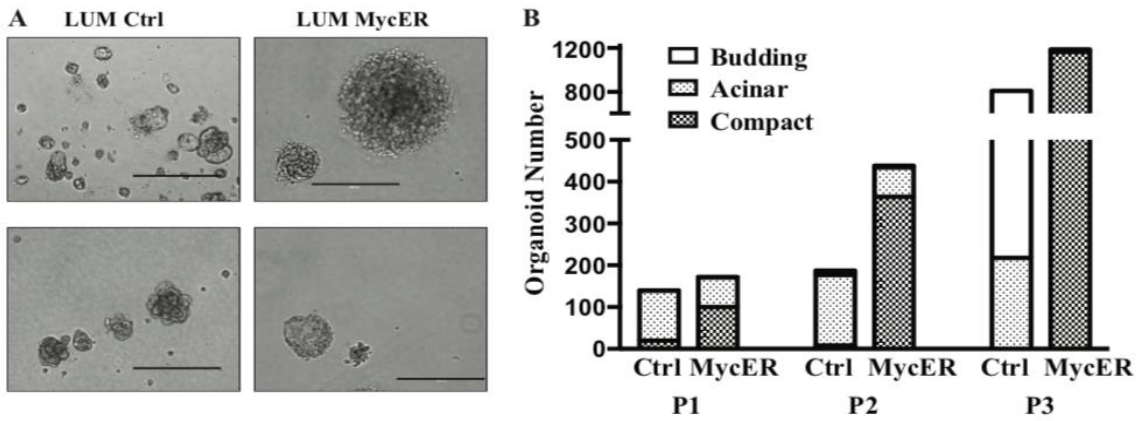 A
LUM Ctrl
LUM MycER
B
Organoid Number
1200
800
500
400
300
200
100
0
Budding
Acinar
Compact
Ctrl MycER
Ctrl MycER
Ctrl MycER
P1
P2
P3